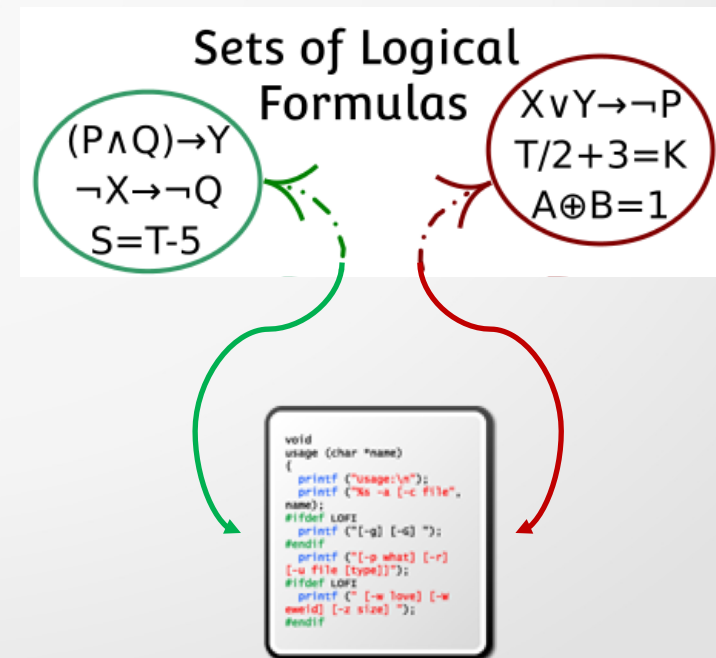 Sets of Logical
Formulas
(P∧Q)→Y
¬X→¬Q
S=T-5
X∨Y→¬P
T/2+3=K
A⊕B=1
void
usage (char *name)
{
printf ("usage:\n");
printf ("%s -a [-c file",
name);
#ifdef LOFI
printf ("[-g] [-G] ");
#endif
printf ("[-p what] [-r]
[-u file [type]]");
#ifdef LOFI
printf (" [-w love] [-w
eweid] [-z size] ");
#endif